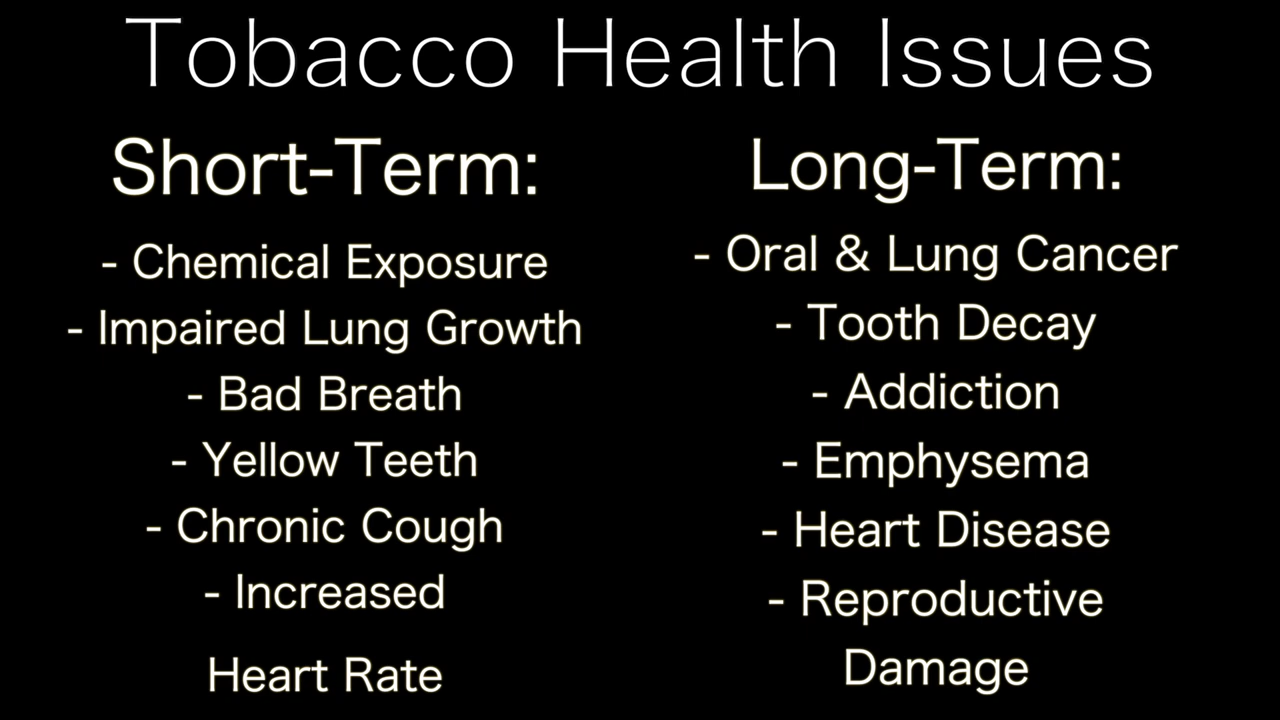 Tobacco Health Issues
Short-Term:
- Chemical Exposure
- Impaired Lung Growth
- Bad Breath
- Yellow Teeth
- Chronic Cough
- Increased
Heart Rate
Long-Term:
- Oral & Lung Cancer
- Tooth Decay
- Addiction
- Emphysema
- Heart Disease
- Reproductive
Damage